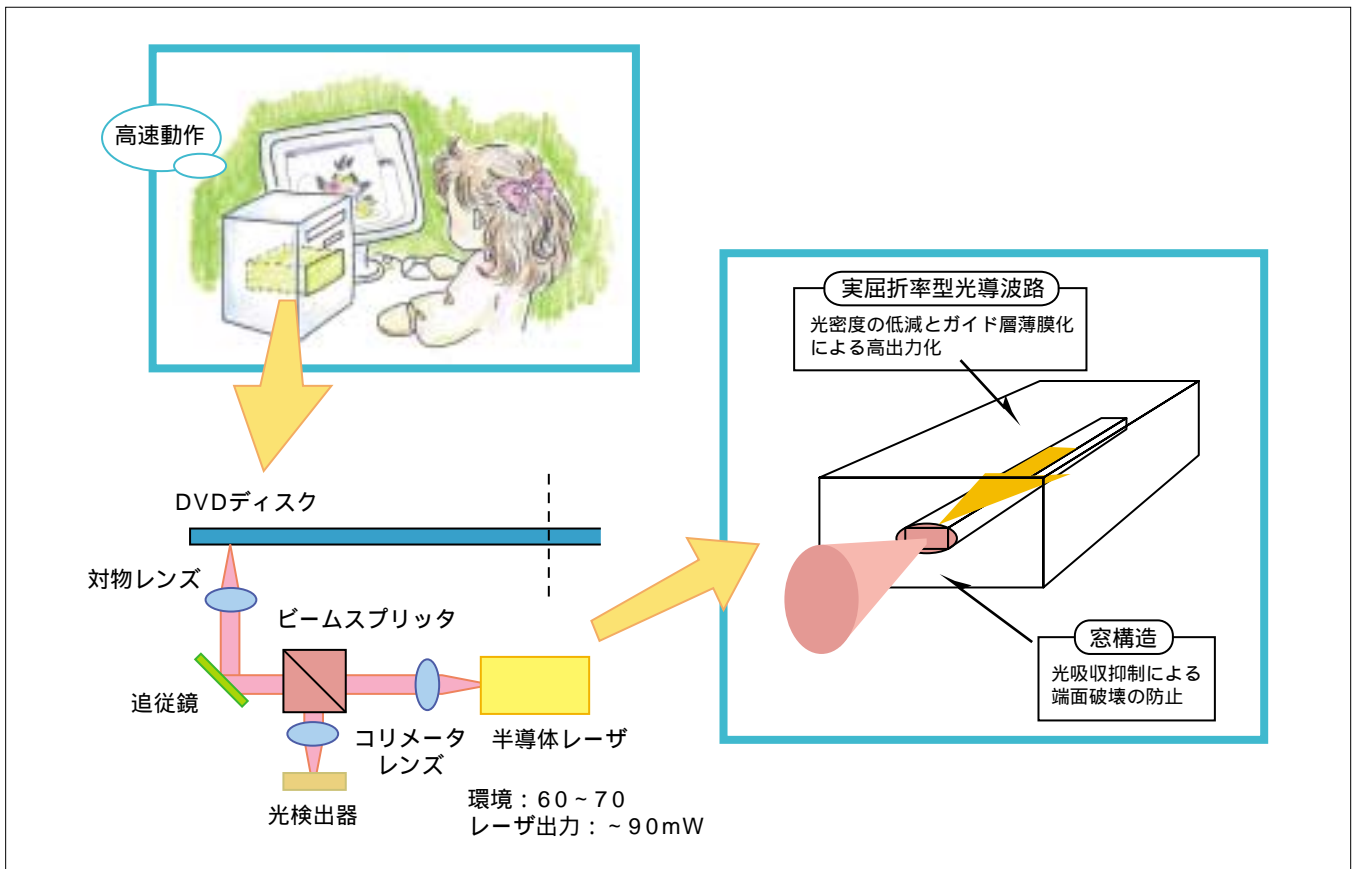 高速動作
実屈折率型光導波路
光密度の低減とガイド層薄膜化
による高出力化
DVDディスク
対物レンズ
ビームスプリッタ
追従鏡
コリメータ
レンズ
半導体レーザ
光検出器
環境：60～70
レーザ出力：～90mW
窓構造
光吸収抑制による
端面破壊の防止